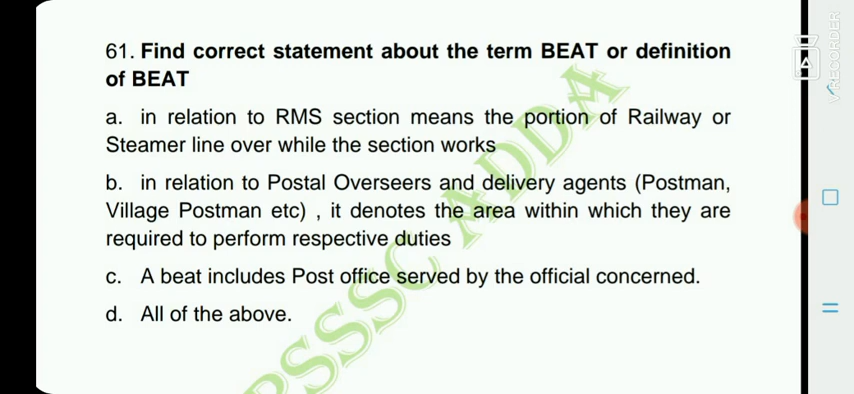 61. Find correct statement about the term BEAT or definition
of BEAT
a. in relation to RMS section means the portion of Railway or
Steamer line over while the section works
b. in relation to Postal Overseers and delivery agents (Postman,
Village Postman etc) , it denotes the area within which they are
required to perform respective duties
c. A beat includes Post office served by the official concerned.
d. All of the above.
PSSSC ADDA
V RECORDER